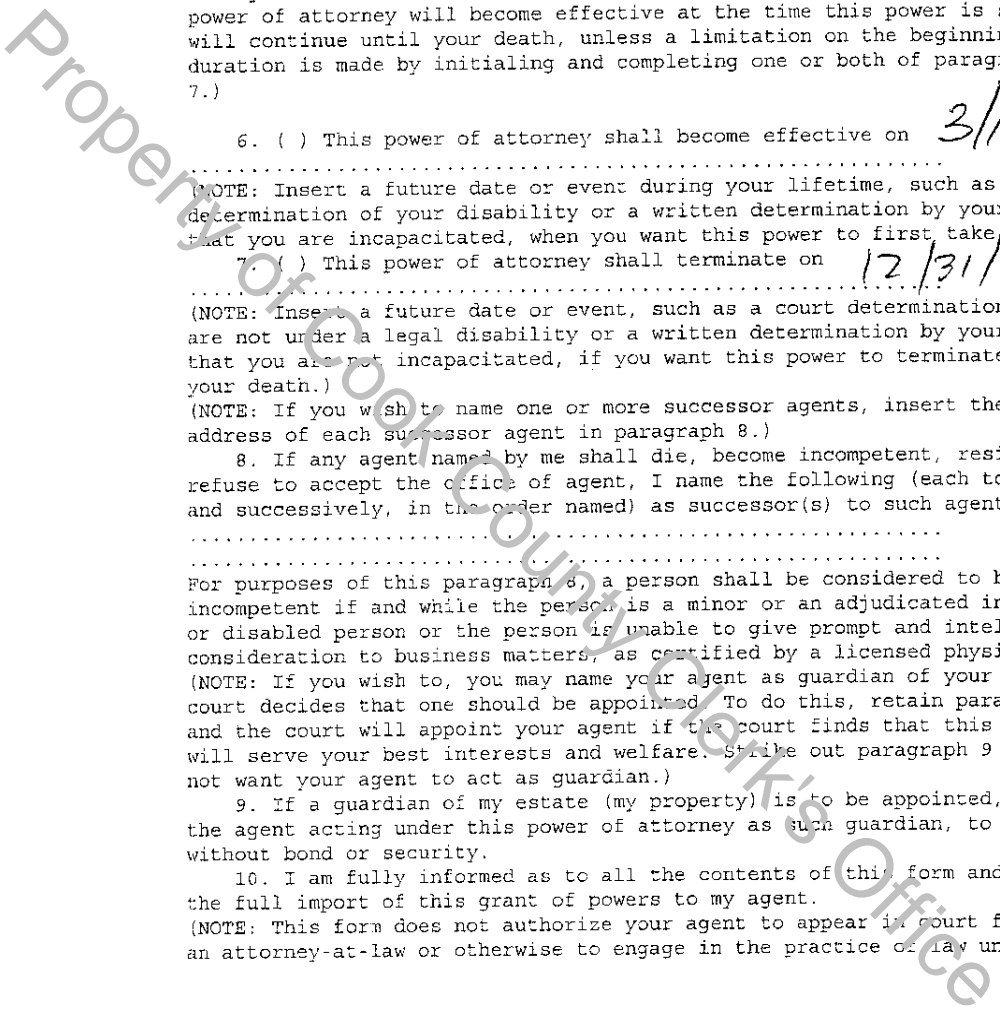 power of attorney will become effective at the time this power is
will continue until your death, unless a limitation on the
duration is made by initialing and completing one or both of
7.)
6. ( ) This power of attorney shall become effective on 3/
..............................................................
(NOTE: Insert a future date or event during your lifetime, such as
determination of your disability or a written determination by your
that you are incapacitated, when you want this power to first take
7. ( ) This power of attorney shall terminate on 12/31/
..............................................................
(NOTE: Insert a future date or event, such as a court determination
are not under a legal disability or a written determination by your
that you are not incapacitated, if you want this power to terminate
your death.)
(NOTE: If you wish to name one or more successor agents, insert the
address of each successor agent in paragraph 8.)
8. If any agent named by me shall die, become incompetent,
refuse to accept the office of agent, I name the following (each to
and successively, in the order named) as successor(s) to such agent
..............................................................
..............................................................
For purposes of this paragraph 8, a person shall be considered to
incompetent if and while the person is a minor or an adjudicated
or disabled person or the person is unable to give prompt and
consideration to business matters, as certified by a licensed
(NOTE: If you wish to, you may name your agent as guardian of your
court decides that one should be appointed. To do this, retain
and the court will appoint your agent if the court finds that this
will serve your best interests and welfare. Strike out paragraph 9
not want your agent to act as guardian.)
9. If a guardian of my estate (my property) is to be appointed,
the agent acting under this power of attorney as such guardian, to
without bond or security.
10. I am fully informed as to all the contents of this form and
the full import of this grant of powers to my agent.
(NOTE: This form does not authorize your agent to appear in court
an attorney-at-law or otherwise to engage in the practice of law
Property of Cook County Clerk's Office